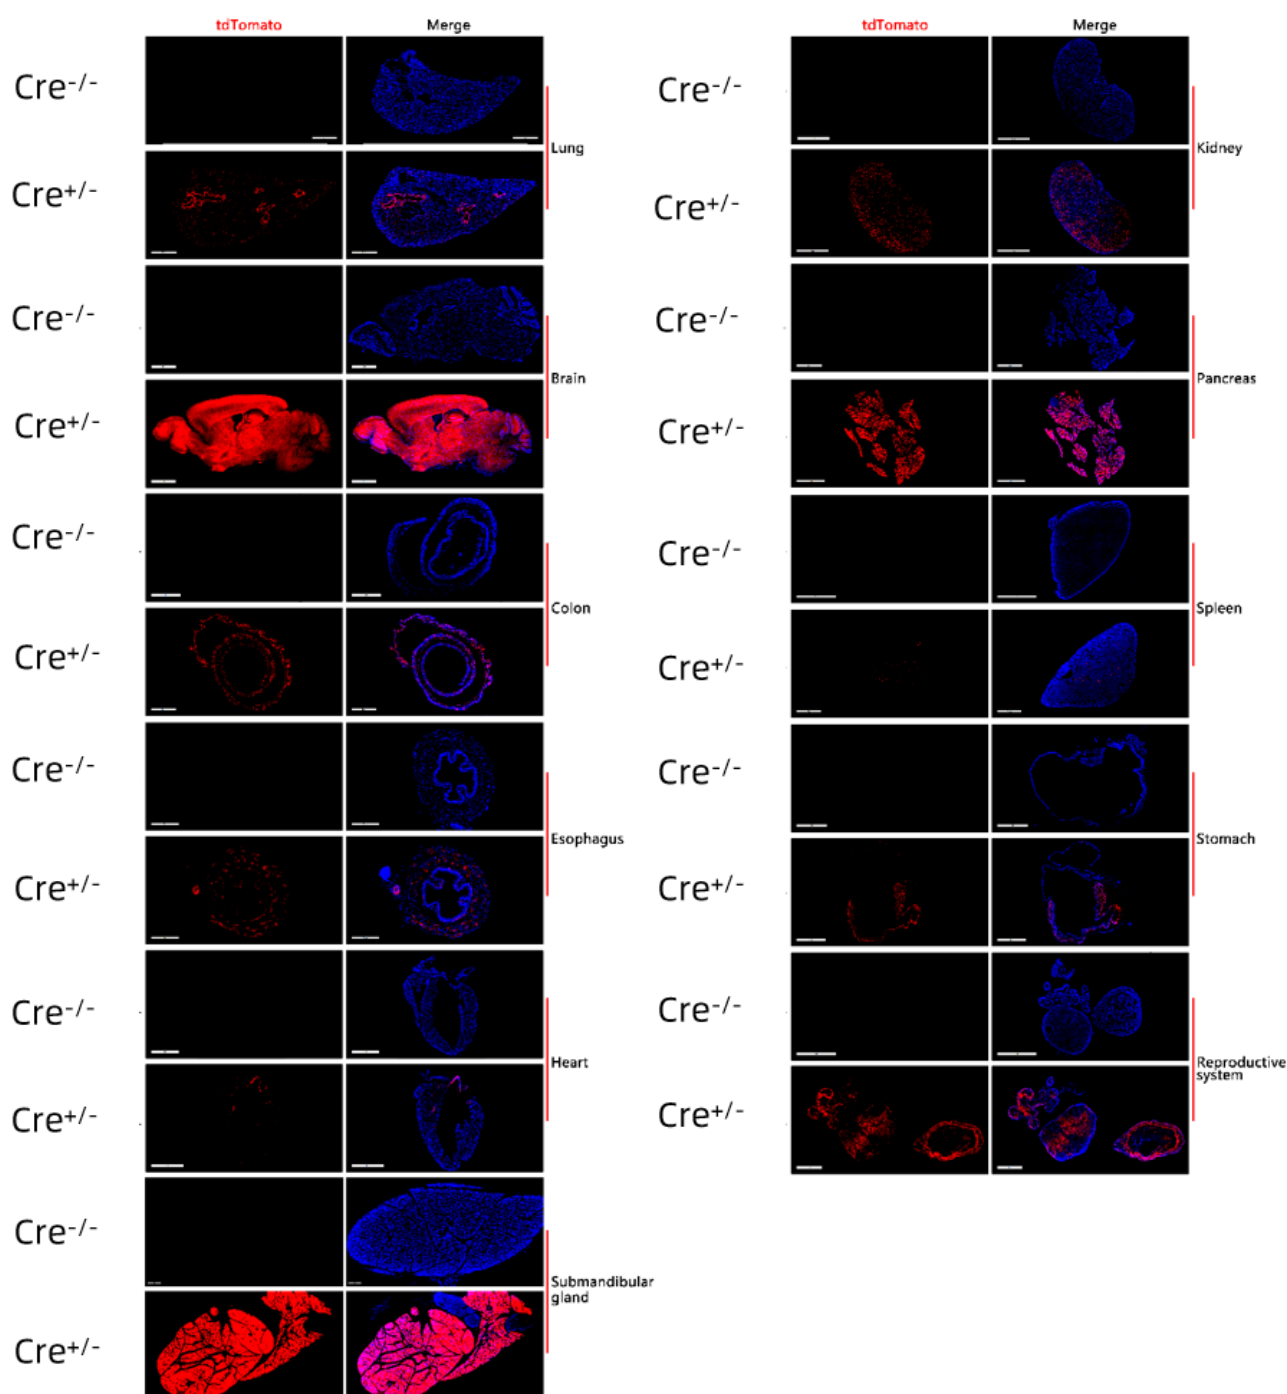 tdTomato Merge
Cre-/-
Lung
Cre+/-
Cre-/-
Brain
Cre+/-
Cre-/-
Colon
Cre+/-
Cre-/-
Esophagus
Cre+/-
Cre-/-
Heart
Cre+/-
Cre-/-
Submandibular
gland
Cre+/-
tdTomato Merge
Cre-/-
Kidney
Cre+/-
Cre-/-
Pancreas
Cre+/-
Cre-/-
Spleen
Cre+/-
Cre-/-
Stomach
Cre+/-
Cre-/-
Reproductive
system
Cre+/-